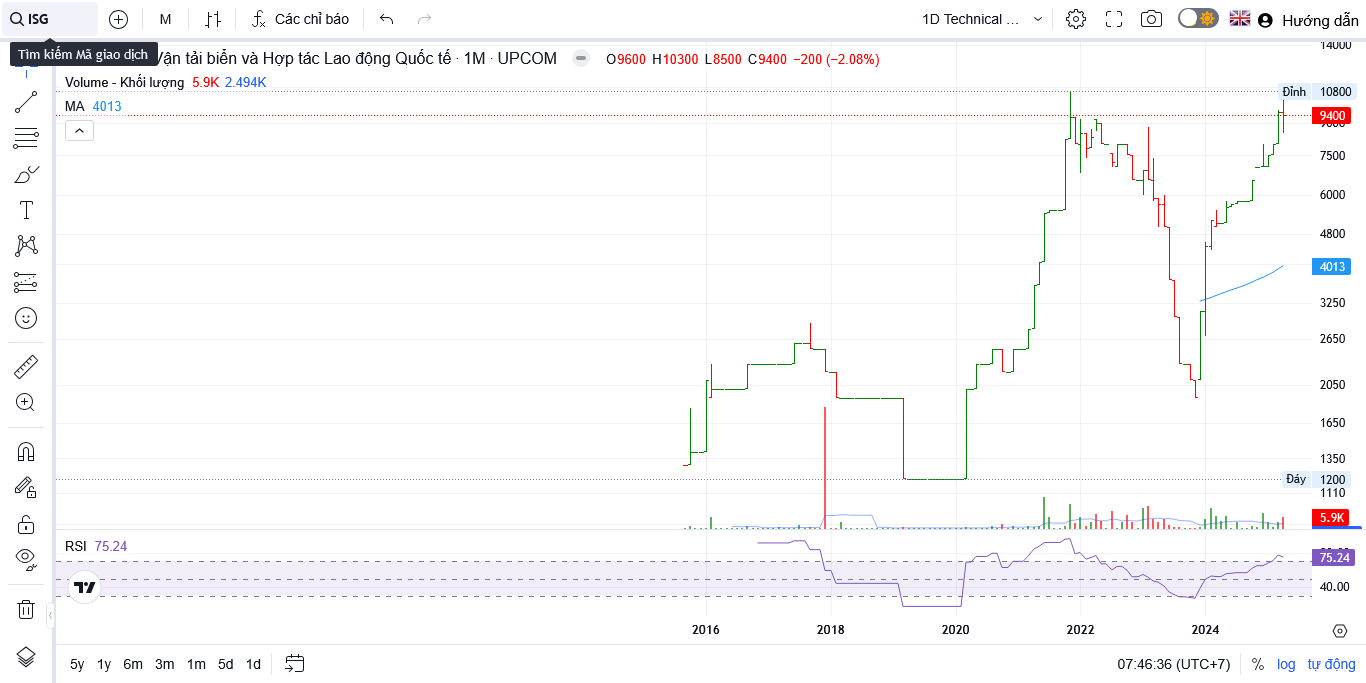 ISG
M
Các chỉ báo
1D Technical ...
Hướng dẫn
Tìm kiếm Mã giao dịch
Vận tải biển và Hợp tác Lao động Quốc tế · 1M · UPCOM
O9600 H10300 L8500 C9400 −200 (−2.08%)
Volume - Khối lượng 5.9K 2.494K
MA 4013
14000
Đỉnh 10800
9400
9000
7500
6000
4800
4013
3250
2650
2050
1650
1350
Đáy 1200
1110
5.9K
RSI 75.24
75.24
40.00
2016 2018 2020 2022 2024
5y 1y 6m 3m 1m 5d 1d
07:46:36 (UTC+7) % log tự động